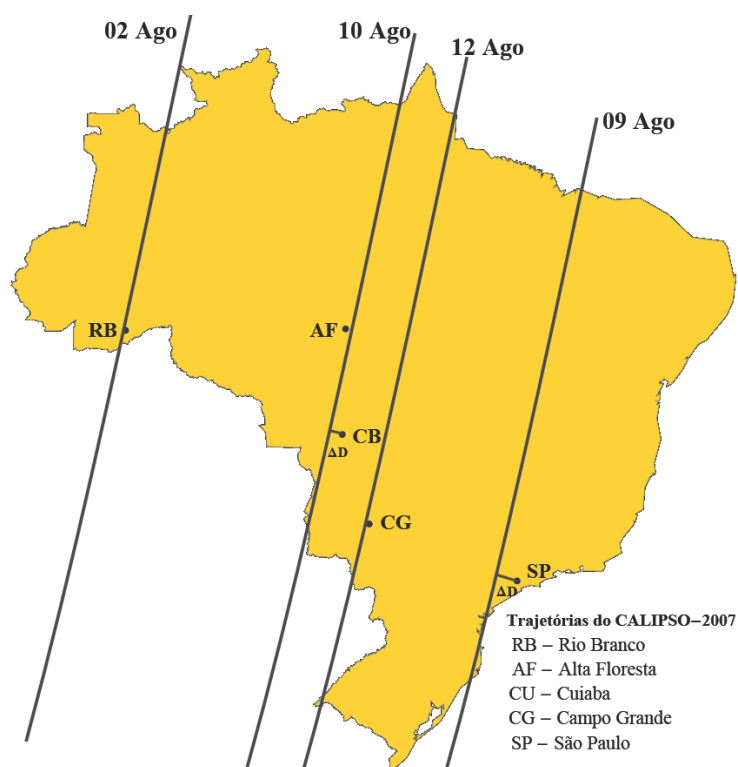 02 Ago
10 Ago
12 Ago
09 Ago
RB
AF
CB
ΔD
CG
SP
ΔD
Trajetórias do CALIPSO–2007
RB – Rio Branco
AF – Alta Floresta
CU – Cuiaba
CG – Campo Grande
SP – São Paulo